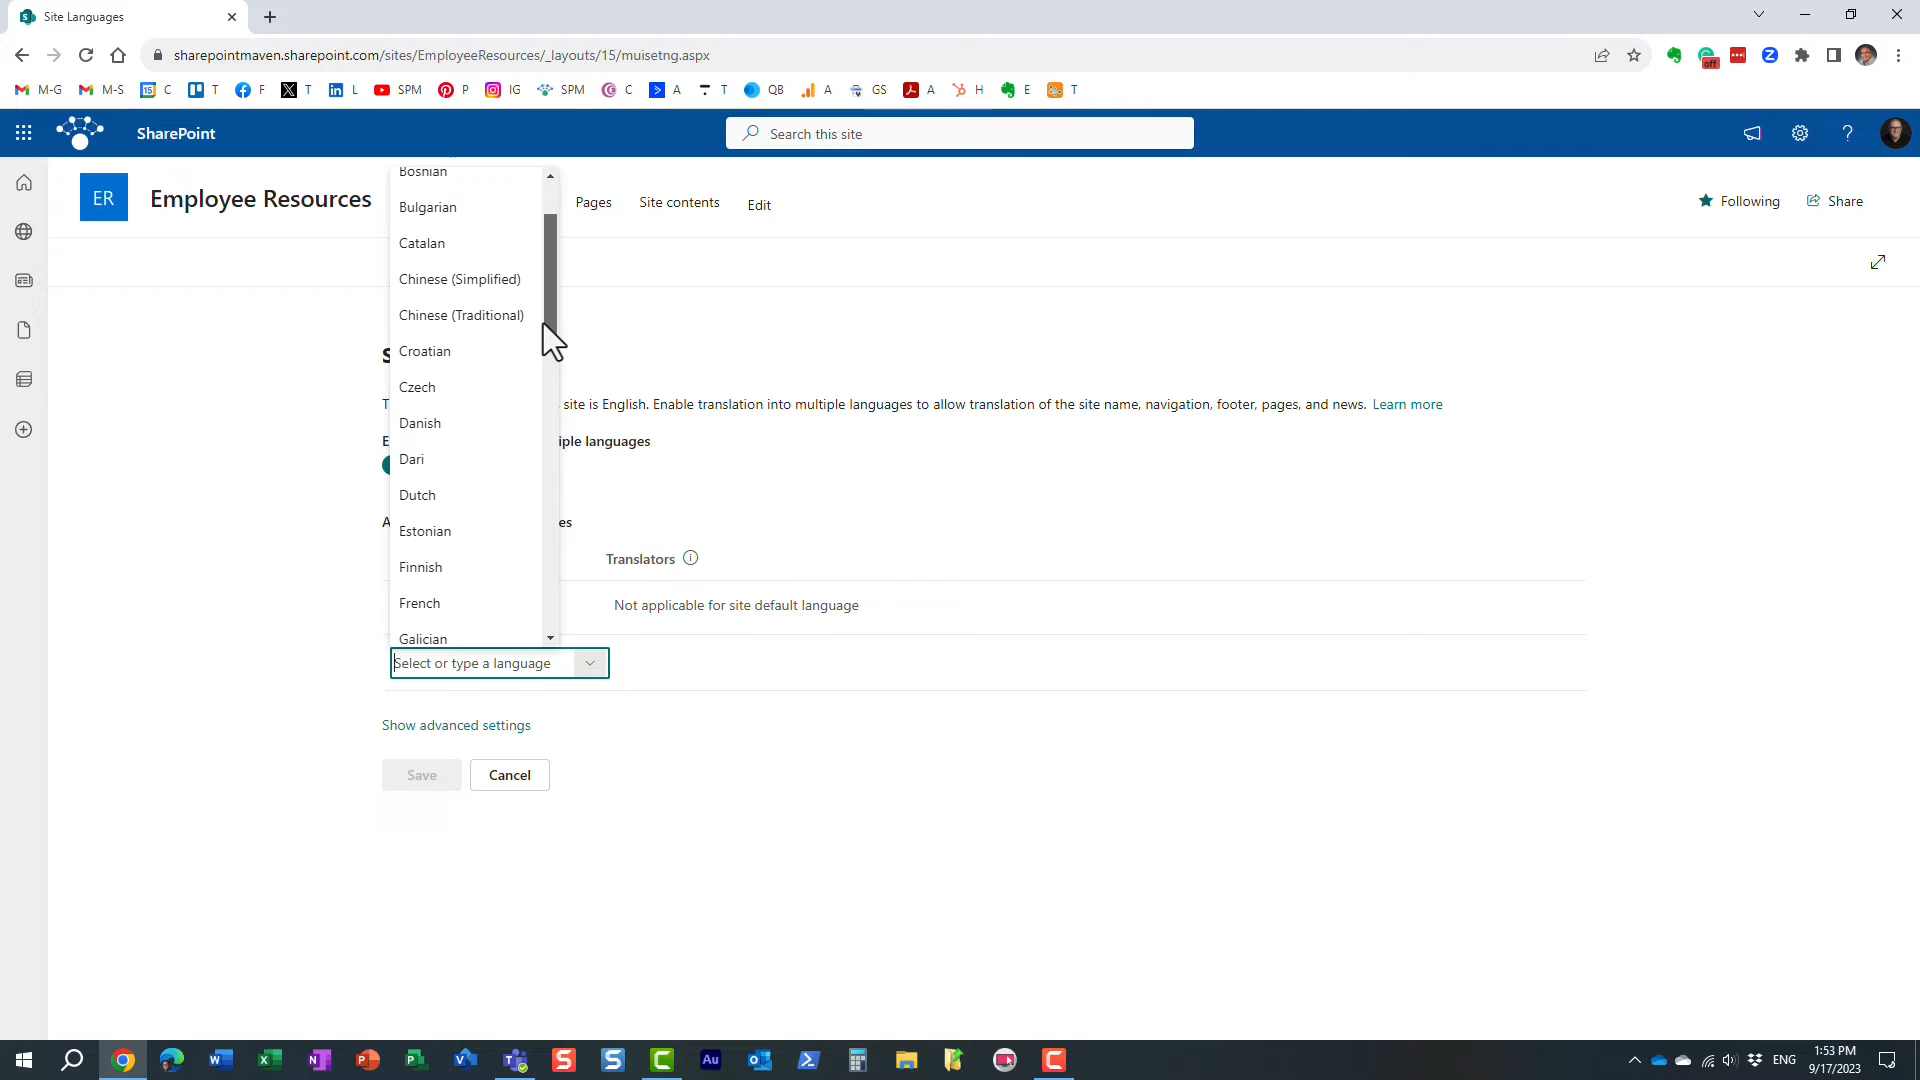 Site Languages
sharepointmaven.sharepoint.com/sites/EmployeeResources/_layouts/15/muisetng.aspx
off
M-G M-S 15 C T F T L SPM P IG SPM C A T QB A GS A H E T
SharePoint
Search this site
ER
Employee Resources
Pages
Site contents
Edit
Following
Share
Bosnian
Bulgarian
Catalan
Chinese (Simplified)
Chinese (Traditional)
Croatian
Czech
Danish
Dari
Dutch
Estonian
Finnish
French
Galician
S
T site is English. Enable translation into multiple languages to allow translation of the site name, navigation, footer, pages, and news. Learn more
E iple languages
A es
Translators
Not applicable for site default language
Select or type a language
Show advanced settings
Save
Cancel
ENG
1:53 PM
9/17/2023